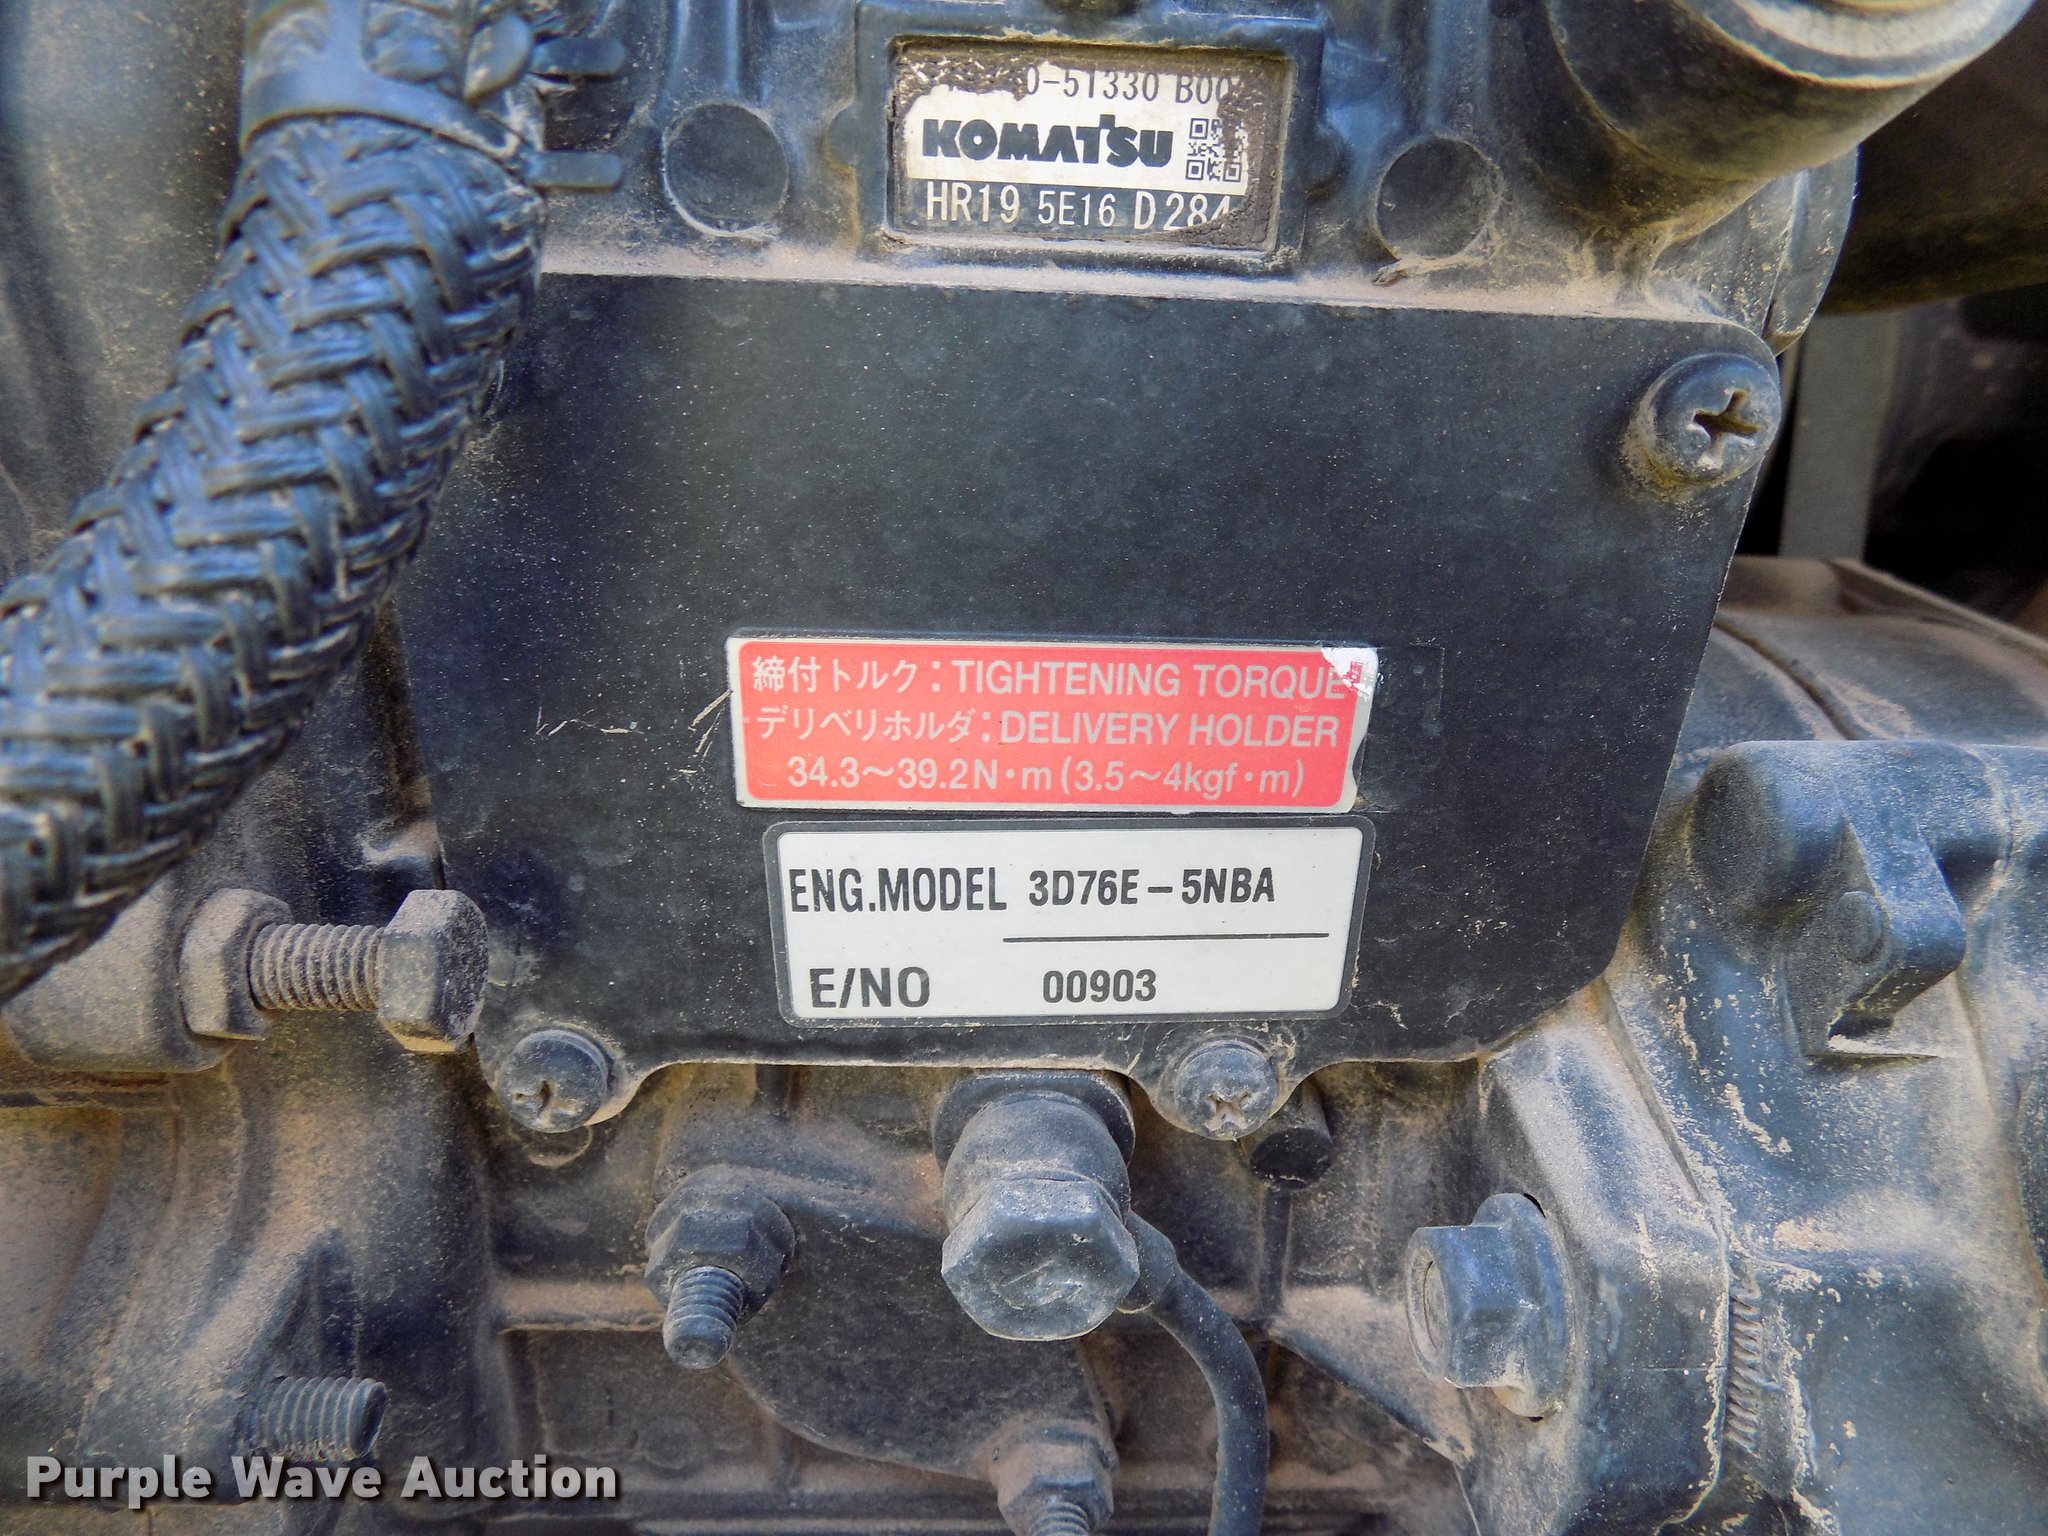 0-51330 B00
KOMATSU
HR19 5E16 D284
締付トルク：TIGHTENING TORQUE
デリベリホルダ：DELIVERY HOLDER
34.3～39.2N・m (3.5～4kgf・m)
ENG.MODEL 3D76E-5NBA
E/NO 00903
Purple Wave Auction